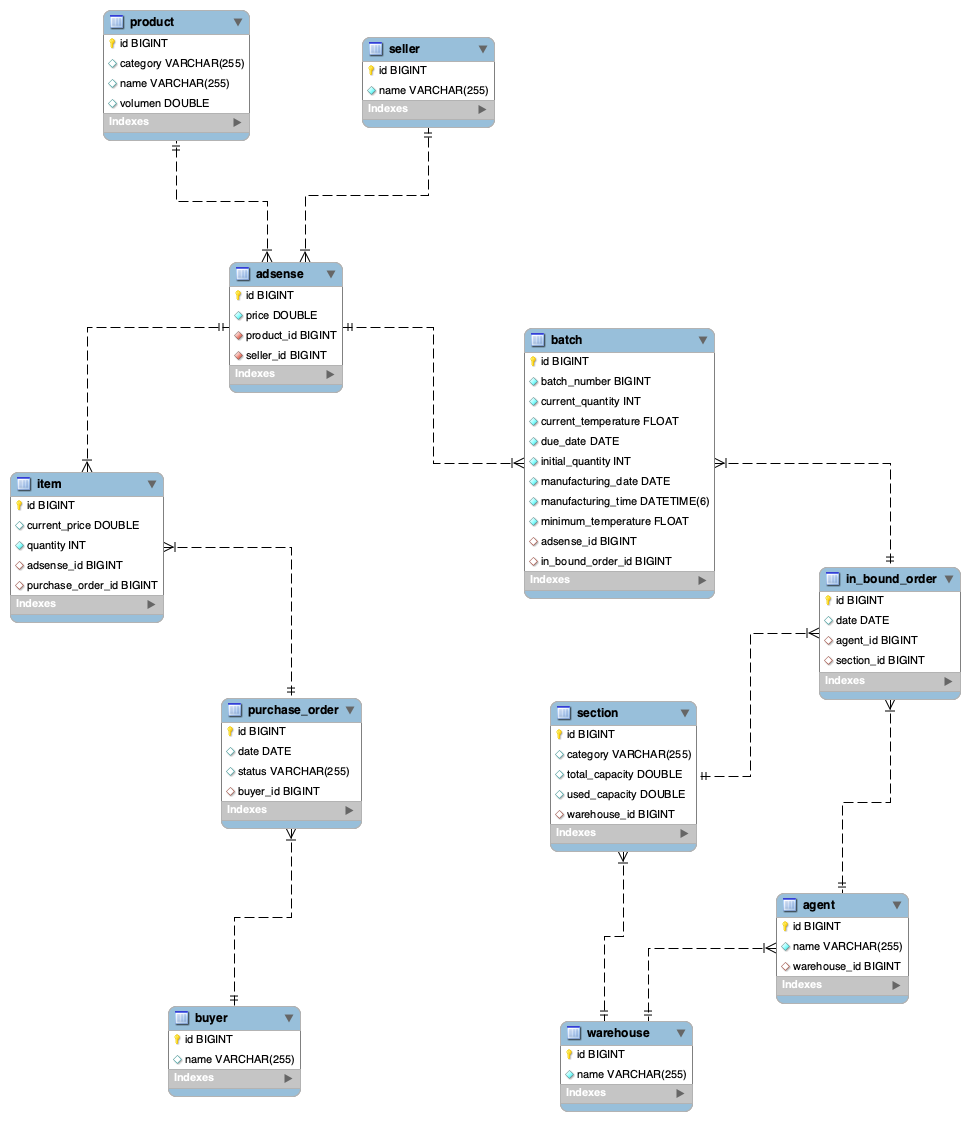 product
id BIGINT
category VARCHAR(255)
name VARCHAR(255)
volumen DOUBLE
Indexes
seller
id BIGINT
name VARCHAR(255)
Indexes
adsense
id BIGINT
price DOUBLE
product_id BIGINT
seller_id BIGINT
Indexes
batch
id BIGINT
batch_number BIGINT
current_quantity INT
current_temperature FLOAT
due_date DATE
initial_quantity INT
manufacturing_date DATE
manufacturing_time DATETIME(6)
minimum_temperature FLOAT
adsense_id BIGINT
in_bound_order_id BIGINT
Indexes
item
id BIGINT
current_price DOUBLE
quantity INT
adsense_id BIGINT
purchase_order_id BIGINT
Indexes
in_bound_order
id BIGINT
date DATE
agent_id BIGINT
section_id BIGINT
Indexes
purchase_order
id BIGINT
date DATE
status VARCHAR(255)
buyer_id BIGINT
Indexes
section
id BIGINT
category VARCHAR(255)
total_capacity DOUBLE
used_capacity DOUBLE
warehouse_id BIGINT
Indexes
agent
id BIGINT
name VARCHAR(255)
warehouse_id BIGINT
Indexes
buyer
id BIGINT
name VARCHAR(255)
Indexes
warehouse
id BIGINT
name VARCHAR(255)
Indexes